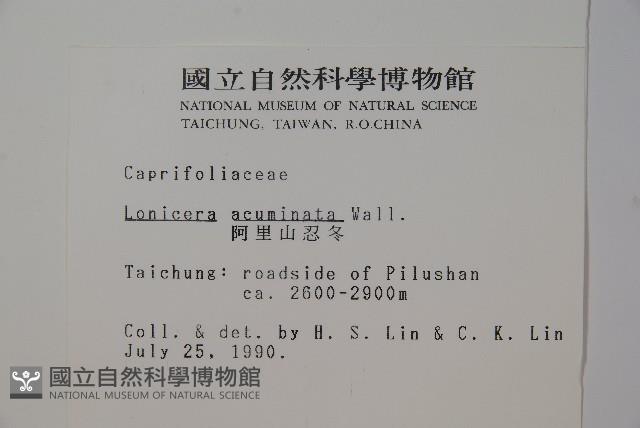 國立自然科學博物館
NATIONAL MUSEUM OF NATURAL SCIENCE
TAICHUNG, TAIWAN, R.O.CHINA
Caprifoliaceae
Lonicera acuminata Wall.
阿里山忍冬
Taichung: roadside of Pilushan
ca. 2600-2900m
Coll. & det. by H. S. Lin & C. K. Lin
July 25, 1990.
國立自然科學博物館
NATIONAL MUSEUM OF NATURAL SCIENCE